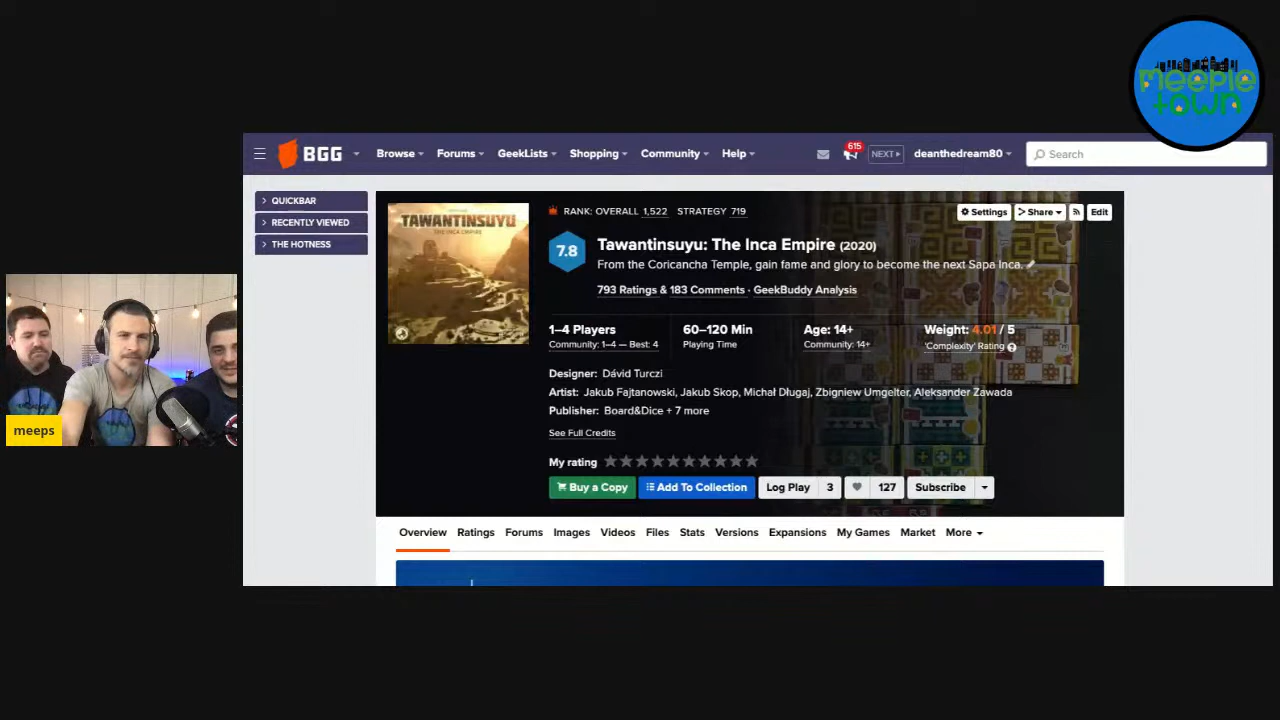 meeple
town
BGG
Browse
Forums
GeekLists
Shopping
Community
Help
615
NEXT
deanthedream80
Search
QUICKBAR
RECENTLY VIEWED
THE HOTNESS
TAWANTINSUYU
THE INCA EMPIRE
RANK: OVERALL 1,522 STRATEGY 719
Settings
Share
Edit
7.8
Tawantinsuyu: The Inca Empire (2020)
From the Coricancha Temple, gain fame and glory to become the next Sapa Inca.
793 Ratings & 183 Comments · GeekBuddy Analysis
1–4 Players
Community: 1–4 — Best: 4
60–120 Min
Playing Time
Age: 14+
Community: 14+
Weight: 4.01 / 5
'Complexity' Rating
Designer: Dávid Turczi
Artist: Jakub Fajtanowski, Jakub Skop, Michał Długaj, Zbigniew Umgelter, Aleksander Zawada
Publisher: Board&Dice + 7 more
See Full Credits
My rating
Buy a Copy
Add To Collection
Log Play 3
127
Subscribe
meeps
Overview
Ratings
Forums
Images
Videos
Files
Stats
Versions
Expansions
My Games
Market
More